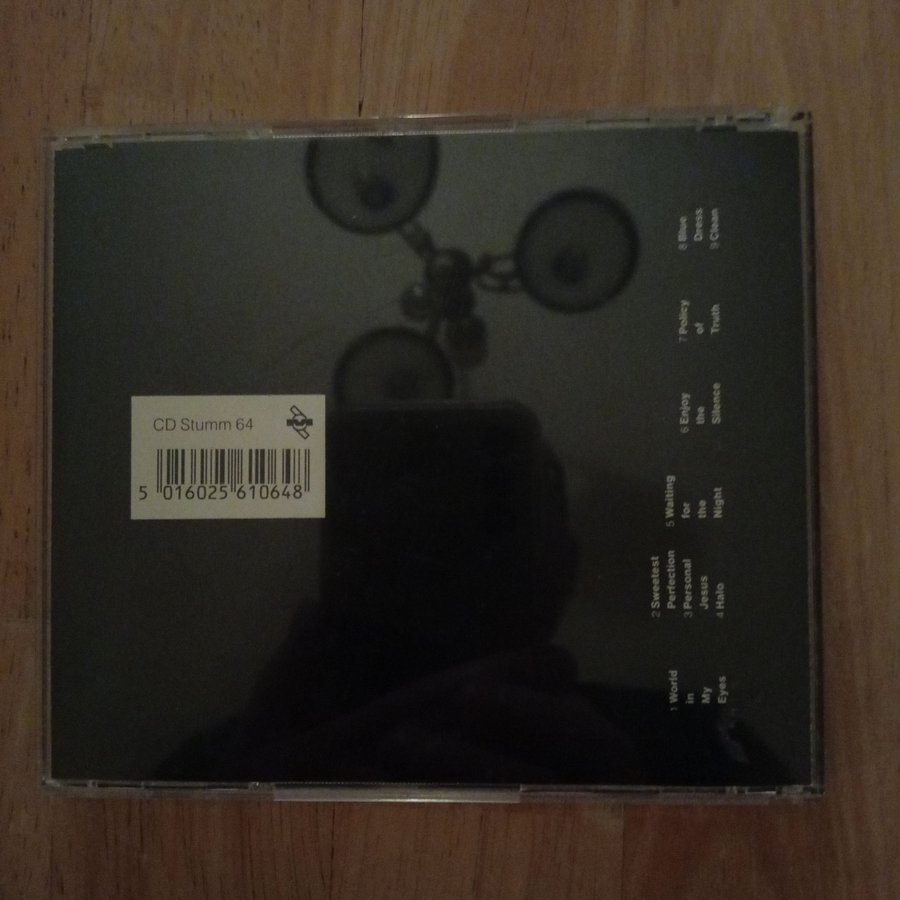 CD Stumm 64
5 016025 610648
1 World
in
My
Eyes
2 Sweetest
Perfection
3 Personal
Jesus
4 Halo
5 Waiting
for
the
Night
6 Enjoy
the
Silence
7 Policy
of
Truth
8 Blue
Dress
9 Clean